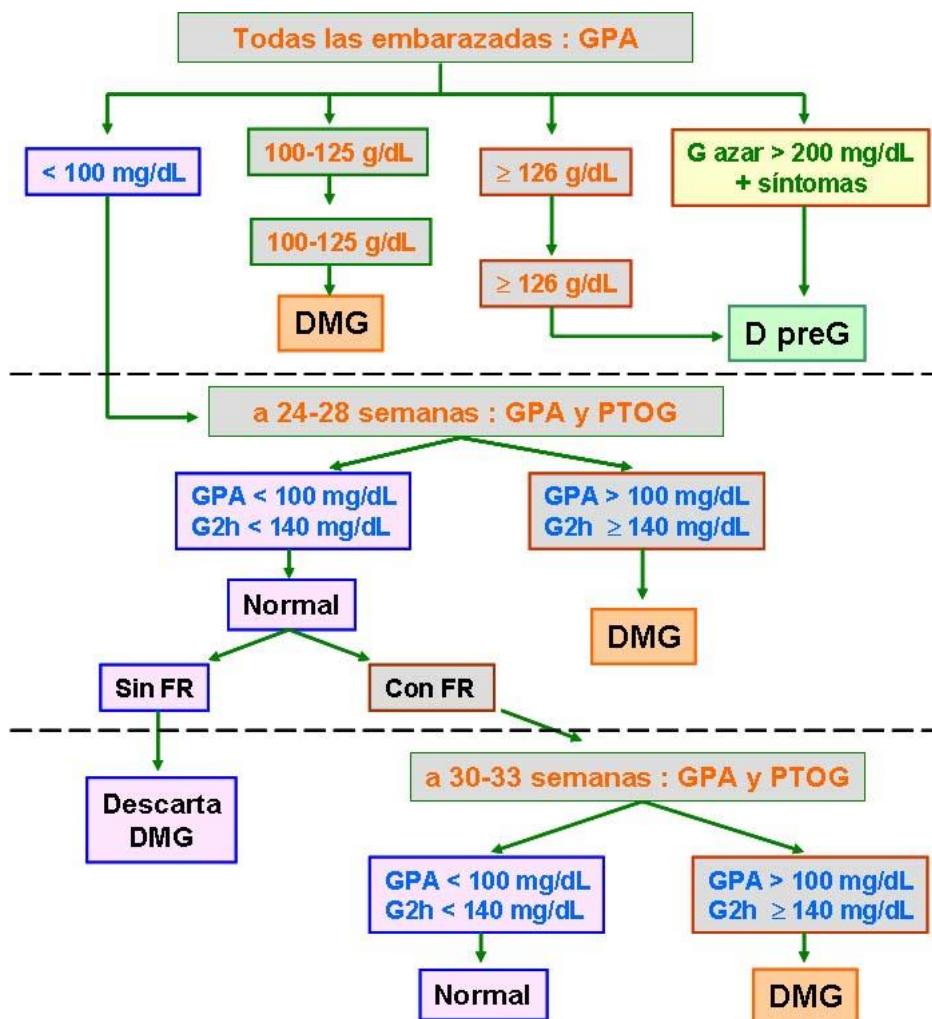 Todas las embarazadas : GPA
< 100 mg/dL
100-125 g/dL
≥ 126 g/dL
G azar > 200 mg/dL
+ síntomas
100-125 g/dL
≥ 126 g/dL
DMG
D preG
a 24-28 semanas : GPA y PTOG
GPA < 100 mg/dL
G2h < 140 mg/dL
GPA > 100 mg/dL
G2h ≥ 140 mg/dL
Normal
DMG
Sin FR
Con FR
Descarta
DMG
a 30-33 semanas : GPA y PTOG
GPA < 100 mg/dL
G2h < 140 mg/dL
GPA > 100 mg/dL
G2h ≥ 140 mg/dL
Normal
DMG